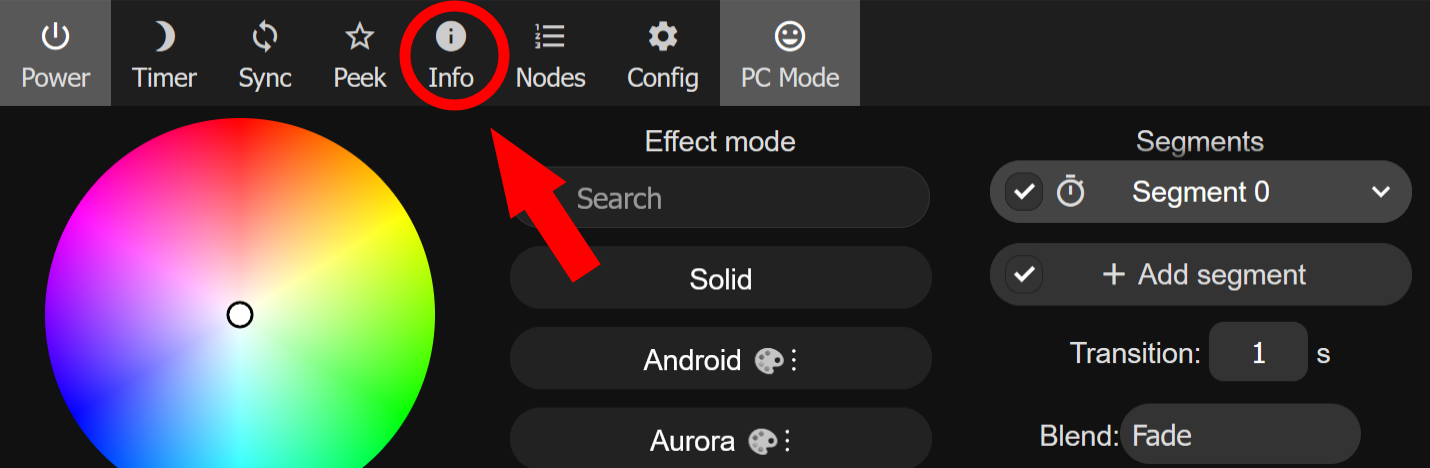 Power Timer Sync Peek Info Nodes Config PC Mode
Effect mode
Search
Solid
Android
Aurora
Segments
Segment 0
+ Add segment
Transition: 1 s
Blend: Fade